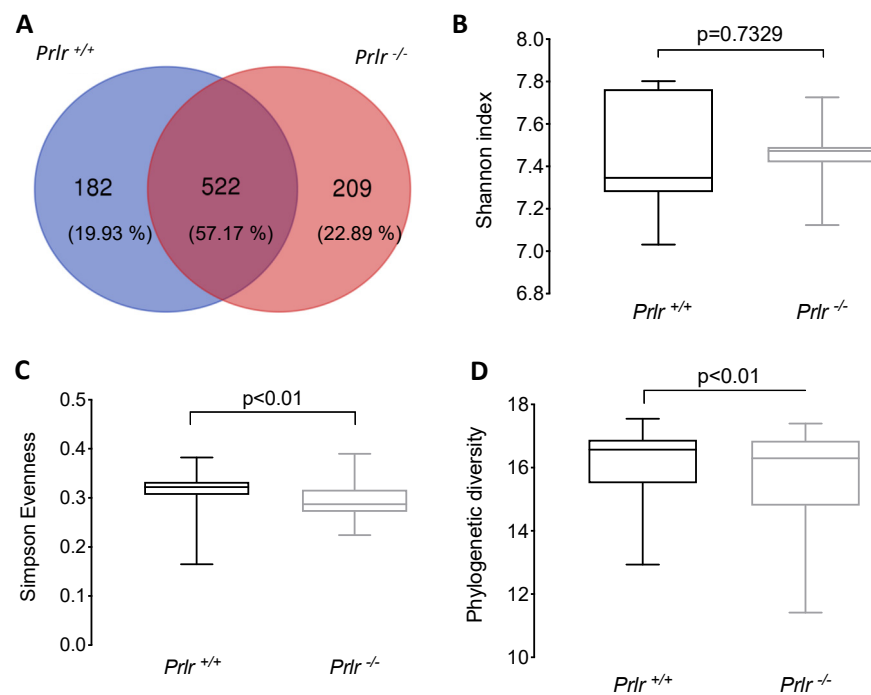 A
Prlr +/+
Prlr -/-
182
522
209
(19.93 %)
(57.17 %)
(22.89 %)
B
p=0.7329
Shannon index
8.0
7.8
7.6
7.4
7.2
7.0
6.8
Prlr +/+
Prlr -/-
C
p<0.01
Simpson Evenness
0.5
0.4
0.3
0.2
0.1
0.0
Prlr +/+
Prlr -/-
D
p<0.01
Phylogenetic diversity
18
16
14
12
10
Prlr +/+
Prlr -/-